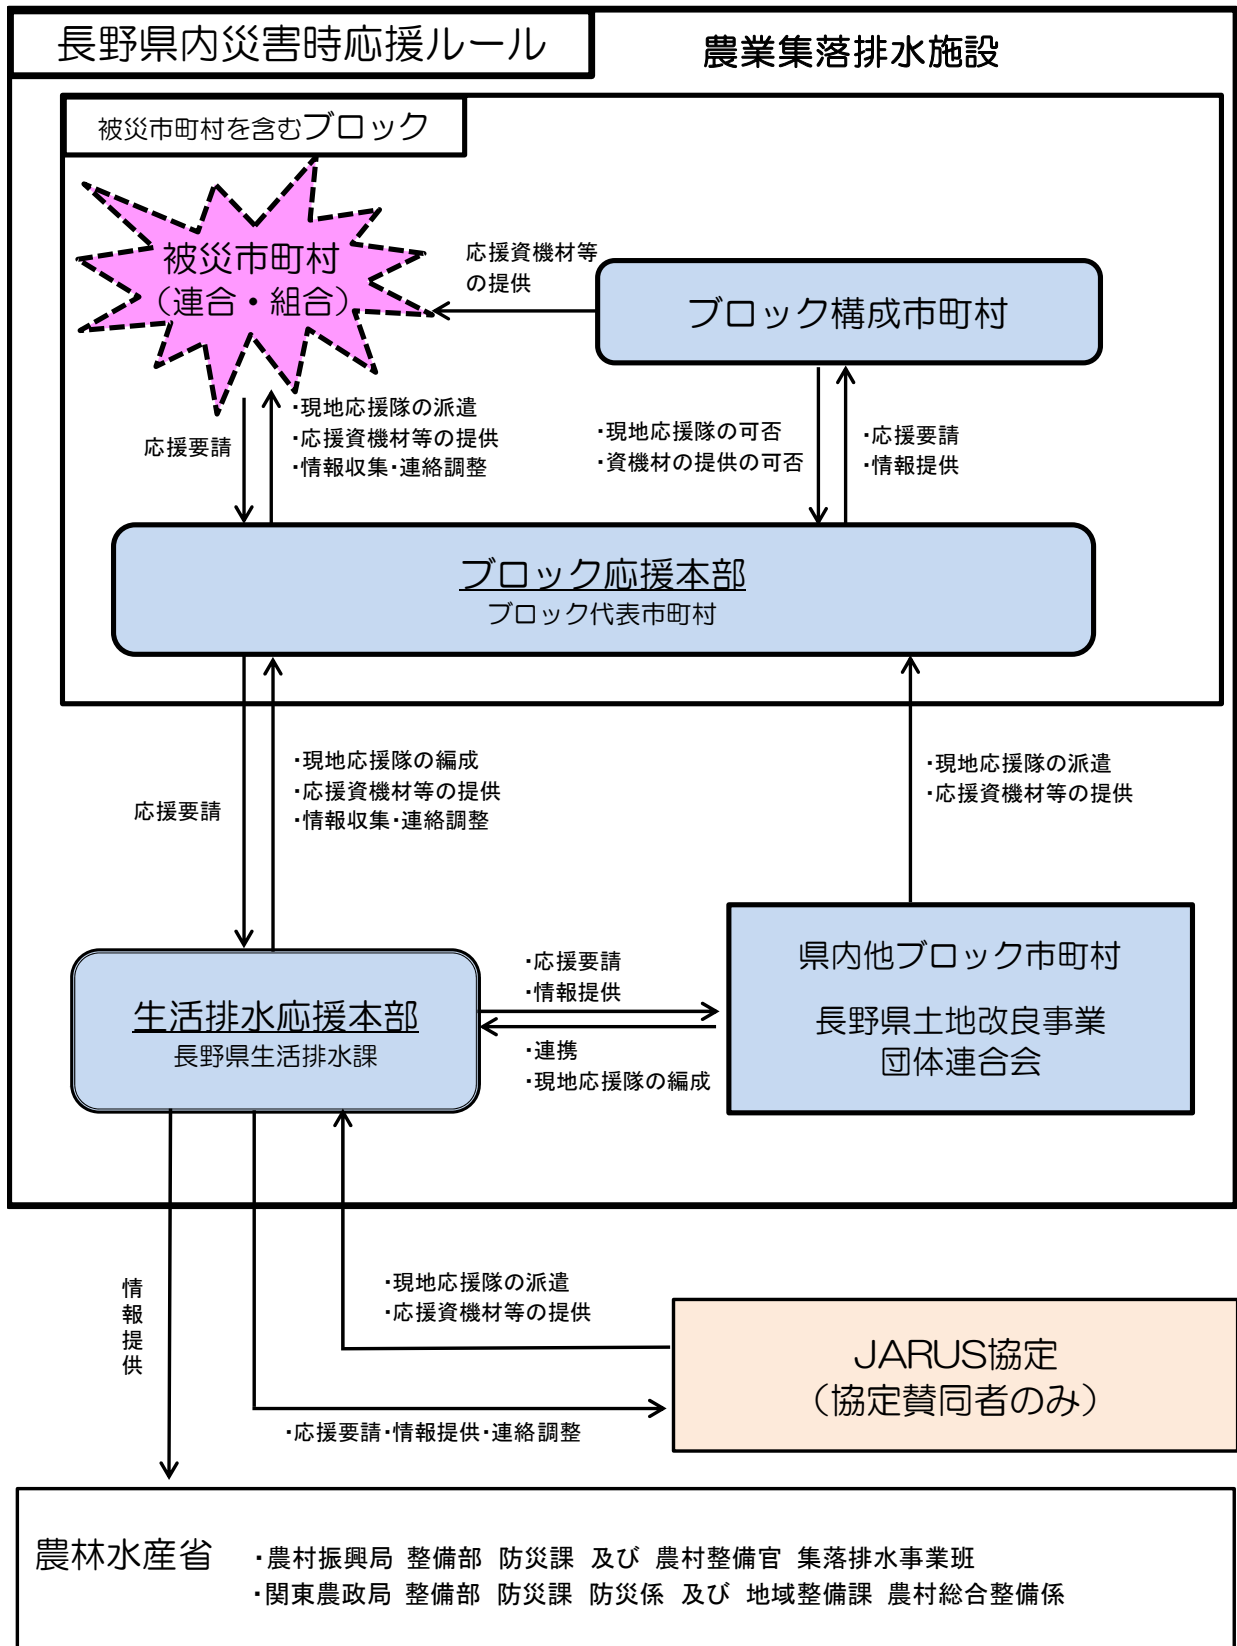 長野県内災害時応援ルール
農業集落排水施設
被災市町村を含むブロック
被災市町村
（連合・組合）
応援資機材等
の提供
ブロック構成市町村
応援要請
・現地応援隊の派遣
・応援資機材等の提供
・情報収集・連絡調整
・現地応援隊の可否
・資機材の提供の可否
・応援要請
・情報提供
ブロック応援本部
ブロック代表市町村
応援要請
・現地応援隊の編成
・応援資機材等の提供
・情報収集・連絡調整
・現地応援隊の派遣
・応援資機材等の提供
生活排水応援本部
長野県生活排水課
・応援要請
・情報提供
・連携
・現地応援隊の編成
県内他ブロック市町村
長野県土地改良事業
団体連合会
情報提供
・現地応援隊の派遣
・応援資機材等の提供
・応援要請・情報提供・連絡調整
JARUS協定
（協定賛同者のみ）
農林水産省
・農村振興局 整備部 防災課 及び 農村整備官 集落排水事業班
・関東農政局 整備部 防災課 防災係 及び 地域整備課 農村総合整備係